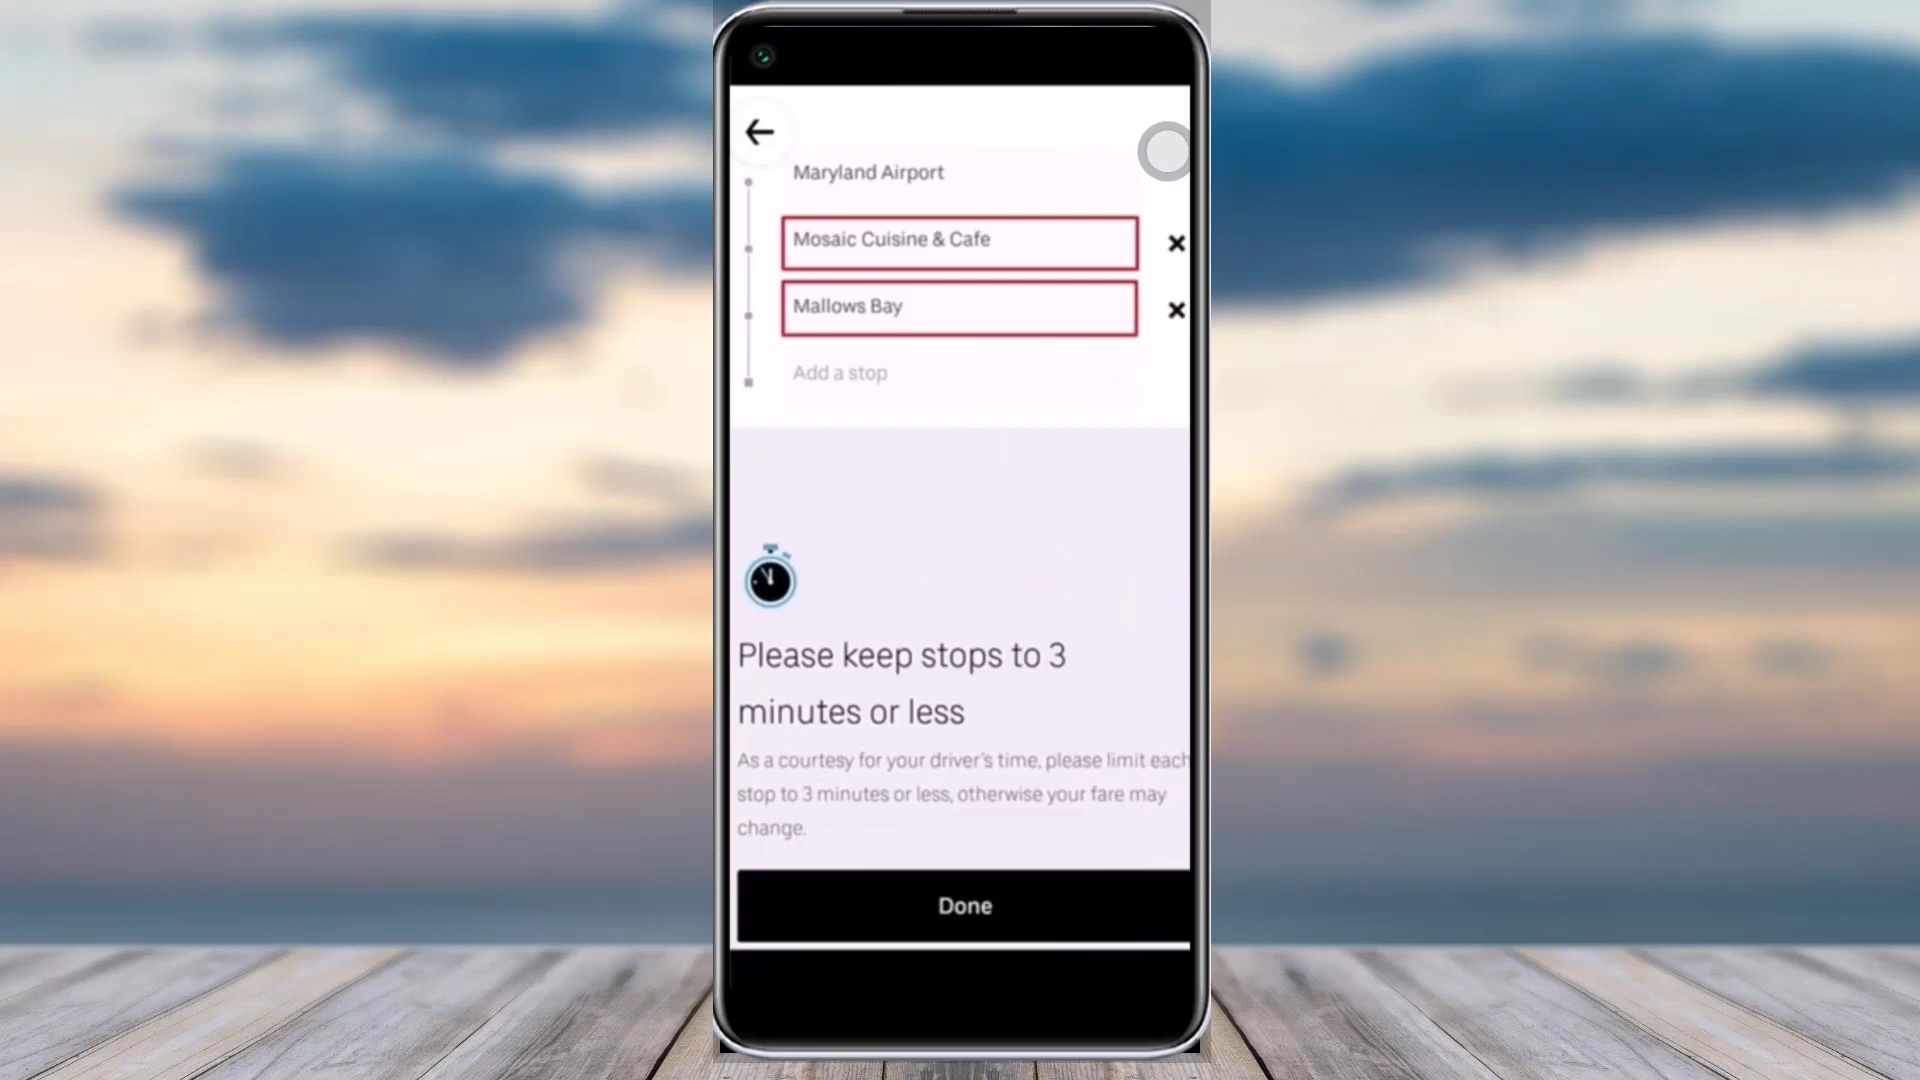 Maryland Airport
Mosaic Cuisine & Cafe
Mallows Bay
Add a stop
Please keep stops to 3
minutes or less
As a courtesy for your driver's time, please limit each
stop to 3 minutes or less, otherwise your fare may
change.
Done